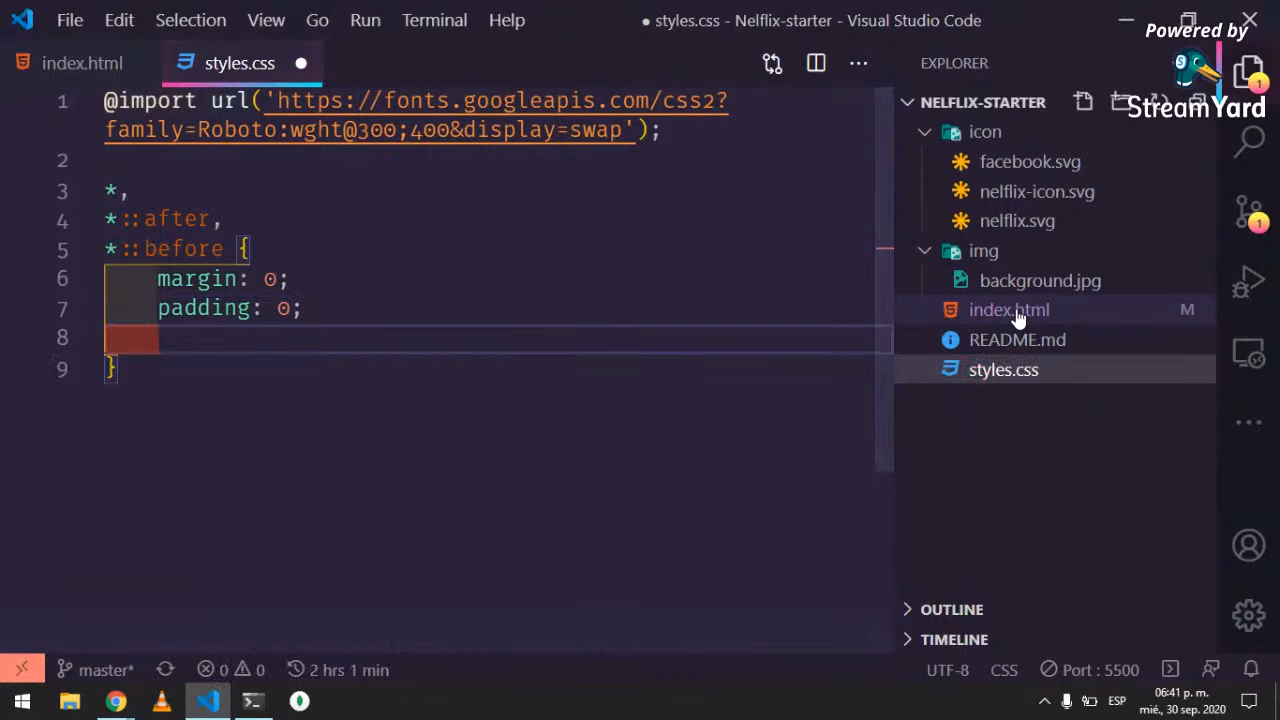 File Edit Selection View Go Run Terminal Help
● styles.css - Nelflix-starter - Visual Studio Code
Powered by
StreamYard
index.html
styles.css
EXPLORER
1 @import url('https://fonts.googleapis.com/css2?
family=Roboto:wght@300;400&display=swap');
2
3 *,
4 *::after,
5 *::before {
6 margin: 0;
7 padding: 0;
8
9 }
NELFLIX-STARTER
icon
facebook.svg
nelflix-icon.svg
nelflix.svg
img
background.jpg
index.html M
README.md
styles.css
OUTLINE
TIMELINE
1
1
master* 0 0 2 hrs 1 min
UTF-8 CSS Port : 5500
ESP
06:41 p. m.
mié., 30 sep. 2020